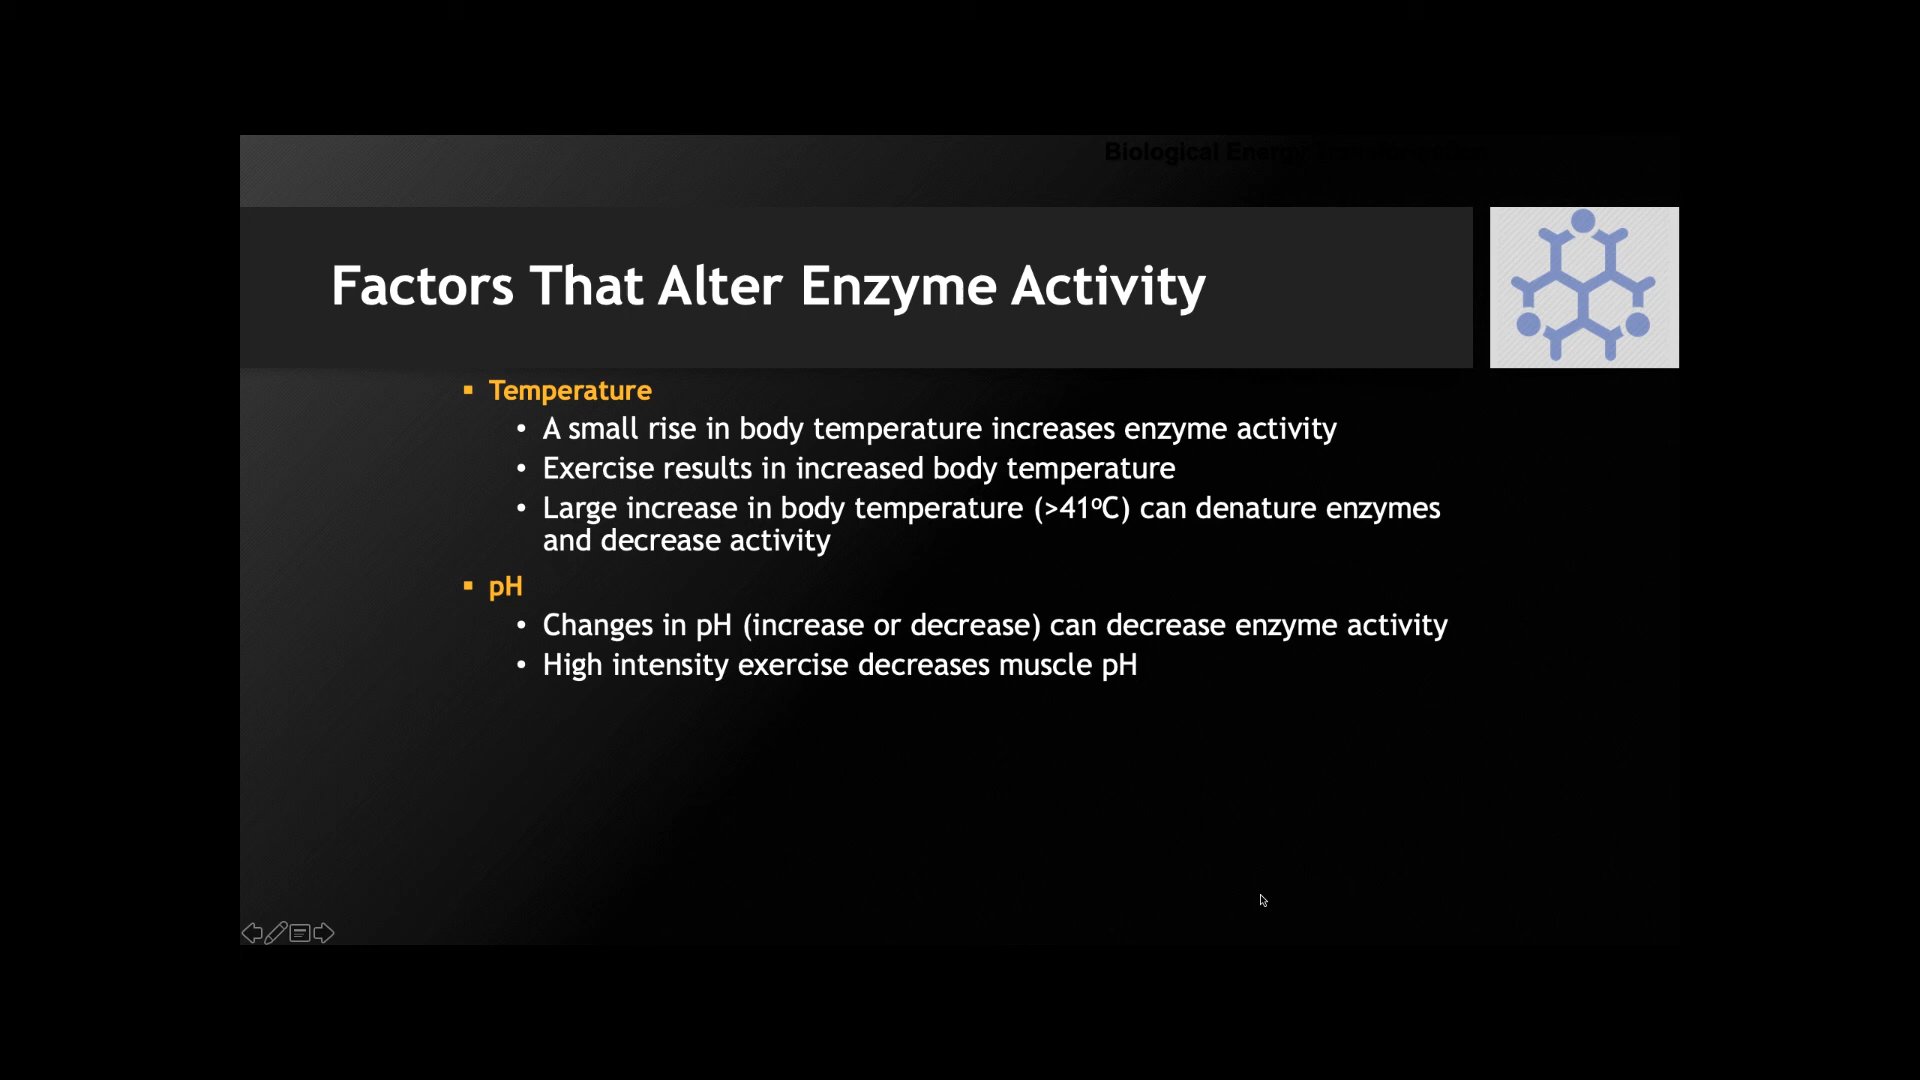 Biological Energy
Factors That Alter Enzyme Activity
▪ Temperature
• A small rise in body temperature increases enzyme activity
• Exercise results in increased body temperature
• Large increase in body temperature (>41ºC) can denature enzymes
and decrease activity
▪ pH
• Changes in pH (increase or decrease) can decrease enzyme activity
• High intensity exercise decreases muscle pH